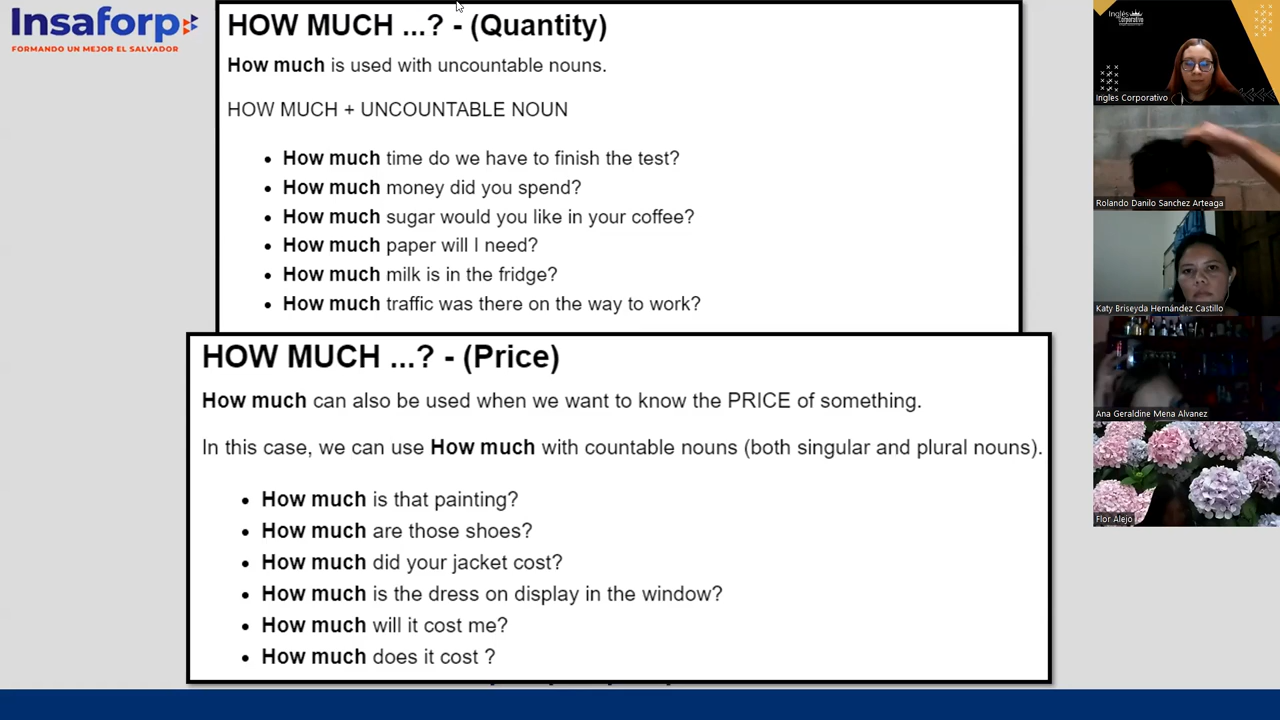 Insaforp
FORMANDO UN MEJOR EL SALVADOR
HOW MUCH ...? - (Quantity)
How much is used with uncountable nouns.
HOW MUCH + UNCOUNTABLE NOUN
• How much time do we have to finish the test?
• How much money did you spend?
• How much sugar would you like in your coffee?
• How much paper will I need?
• How much milk is in the fridge?
• How much traffic was there on the way to work?
HOW MUCH ...? - (Price)
How much can also be used when we want to know the PRICE of something.
In this case, we can use How much with countable nouns (both singular and plural nouns).
• How much is that painting?
• How much are those shoes?
• How much did your jacket cost?
• How much is the dress on display in the window?
• How much will it cost me?
• How much does it cost ?
Inglés
Corporativo
Ingles Corporativo
Rolando Danilo Sanchez Arteaga
Katy Briseyda Hernández Castillo
Ana Geraldine Mena Alvanez
Flor Alejo